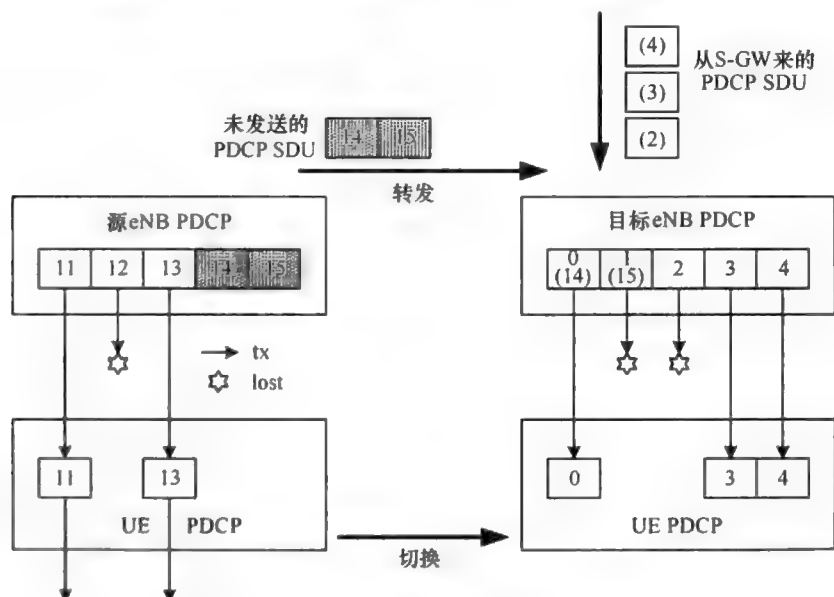 (4)
(3)
(2)
从S-GW来的
PDCP SDU
未发送的
PDCP SDU
14 15
转发
源eNB PDCP
11 12 13 14 15
目标eNB PDCP
0 1 2 3 4
(14) (15)
tx
lost
11 13
UE PDCP
0 3 4
UE PDCP
切换